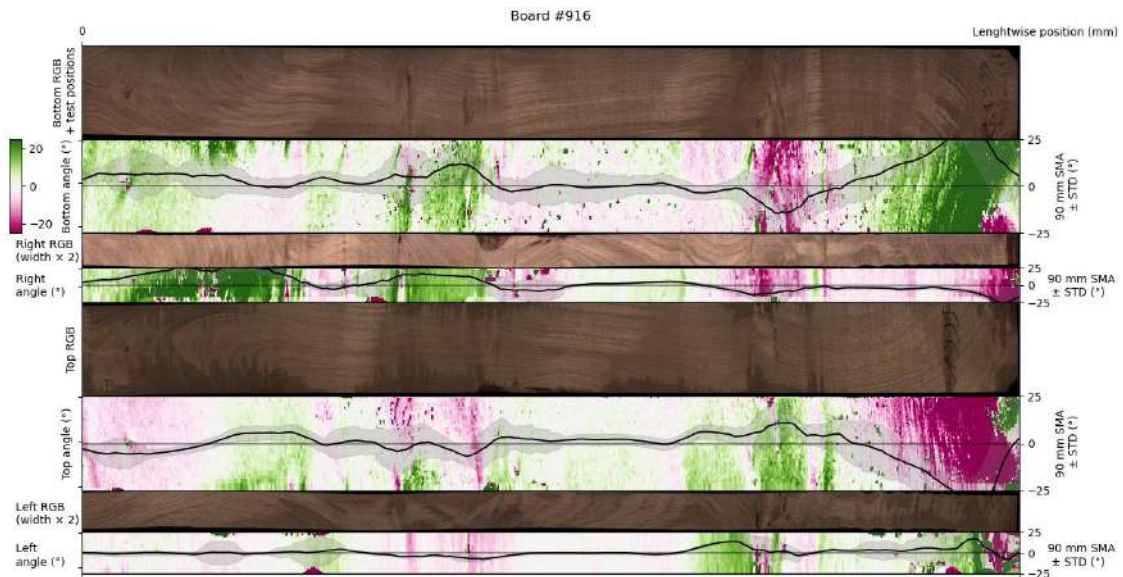 Board #916
0
Lenghtwise position (mm)
Bottom RGB
+ test positions
20
0
−20
Bottom angle (°)
25
0
−25
90 mm SMA
± STD (°)
Right RGB
(width × 2)
Right
angle (°)
25
0
−25
90 mm SMA
± STD (°)
Top RGB
Top angle (°)
25
0
−25
90 mm SMA
± STD (°)
Left RGB
(width × 2)
Left
angle (°)
25
0
−25
90 mm SMA
± STD (°)